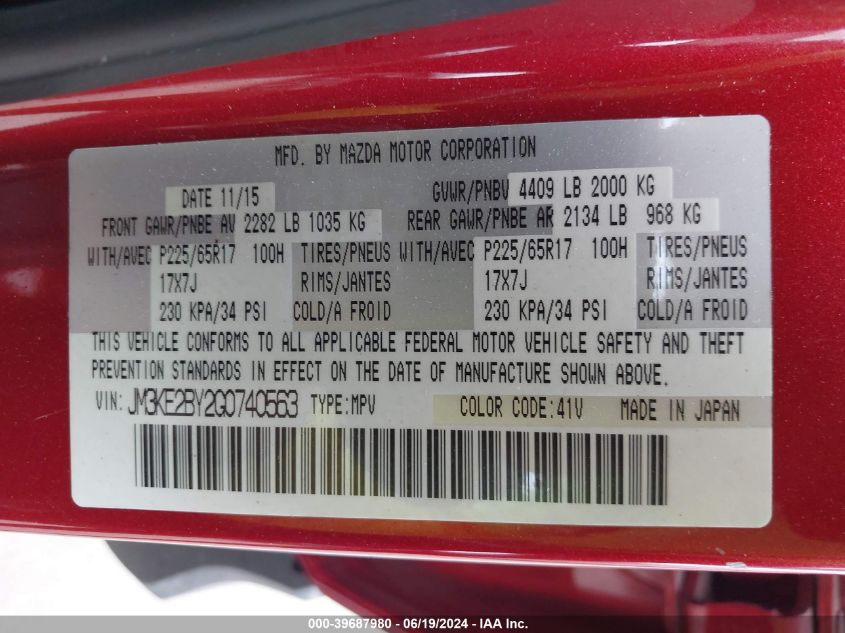 MFD. BY MAZDA MOTOR CORPORATION
DATE 11/15 GVWR/PNBV 4409 LB 2000 KG
FRONT GAWR/PNBE AV 2282 LB 1035 KG REAR GAWR/PNBE AR 2134 LB 968 KG
WITH/AVEC P225/65R17 100H TIRES/PNEUS WITH/AVEC P225/65R17 100H TIRES/PNEUS
17X7J RIMS/JANTES 17X7J RIMS/JANTES
230 KPA/34 PSI COLD/A FROID 230 KPA/34 PSI COLD/A FROID
THIS VEHICLE CONFORMS TO ALL APPLICABLE FEDERAL MOTOR VEHICLE SAFETY AND THEFT
PREVENTION STANDARDS IN EFFECT ON THE DATE OF MANUFACTURE SHOWN ABOVE.
VIN: JM3KE2BY2G0740563 TYPE:MPV COLOR CODE:41V MADE IN JAPAN
000-39687980 - 06/19/2024 - IAA Inc.